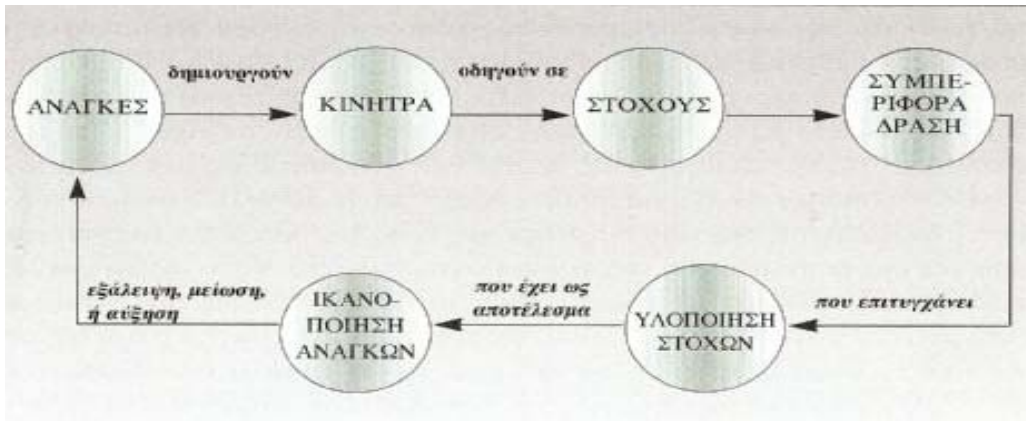 ΑΝΑΓΚΕΣ
δημιουργούν
ΚΙΝΗΤΡΑ
οδηγούν σε
ΣΤΟΧΟΥΣ
ΣΥΜΠΕ-
ΡΙΦΟΡΑ
ΔΡΑΣΗ
που επιτυγχάνει
ΥΛΟΠΟΙΗΣΗ
ΣΤΟΧΩΝ
που έχει ως
αποτέλεσμα
ΙΚΑΝΟ-
ΠΟΙΗΣΗ
ΑΝΑΓΚΩΝ
εξάλειψη, μείωση,
ή αύξηση